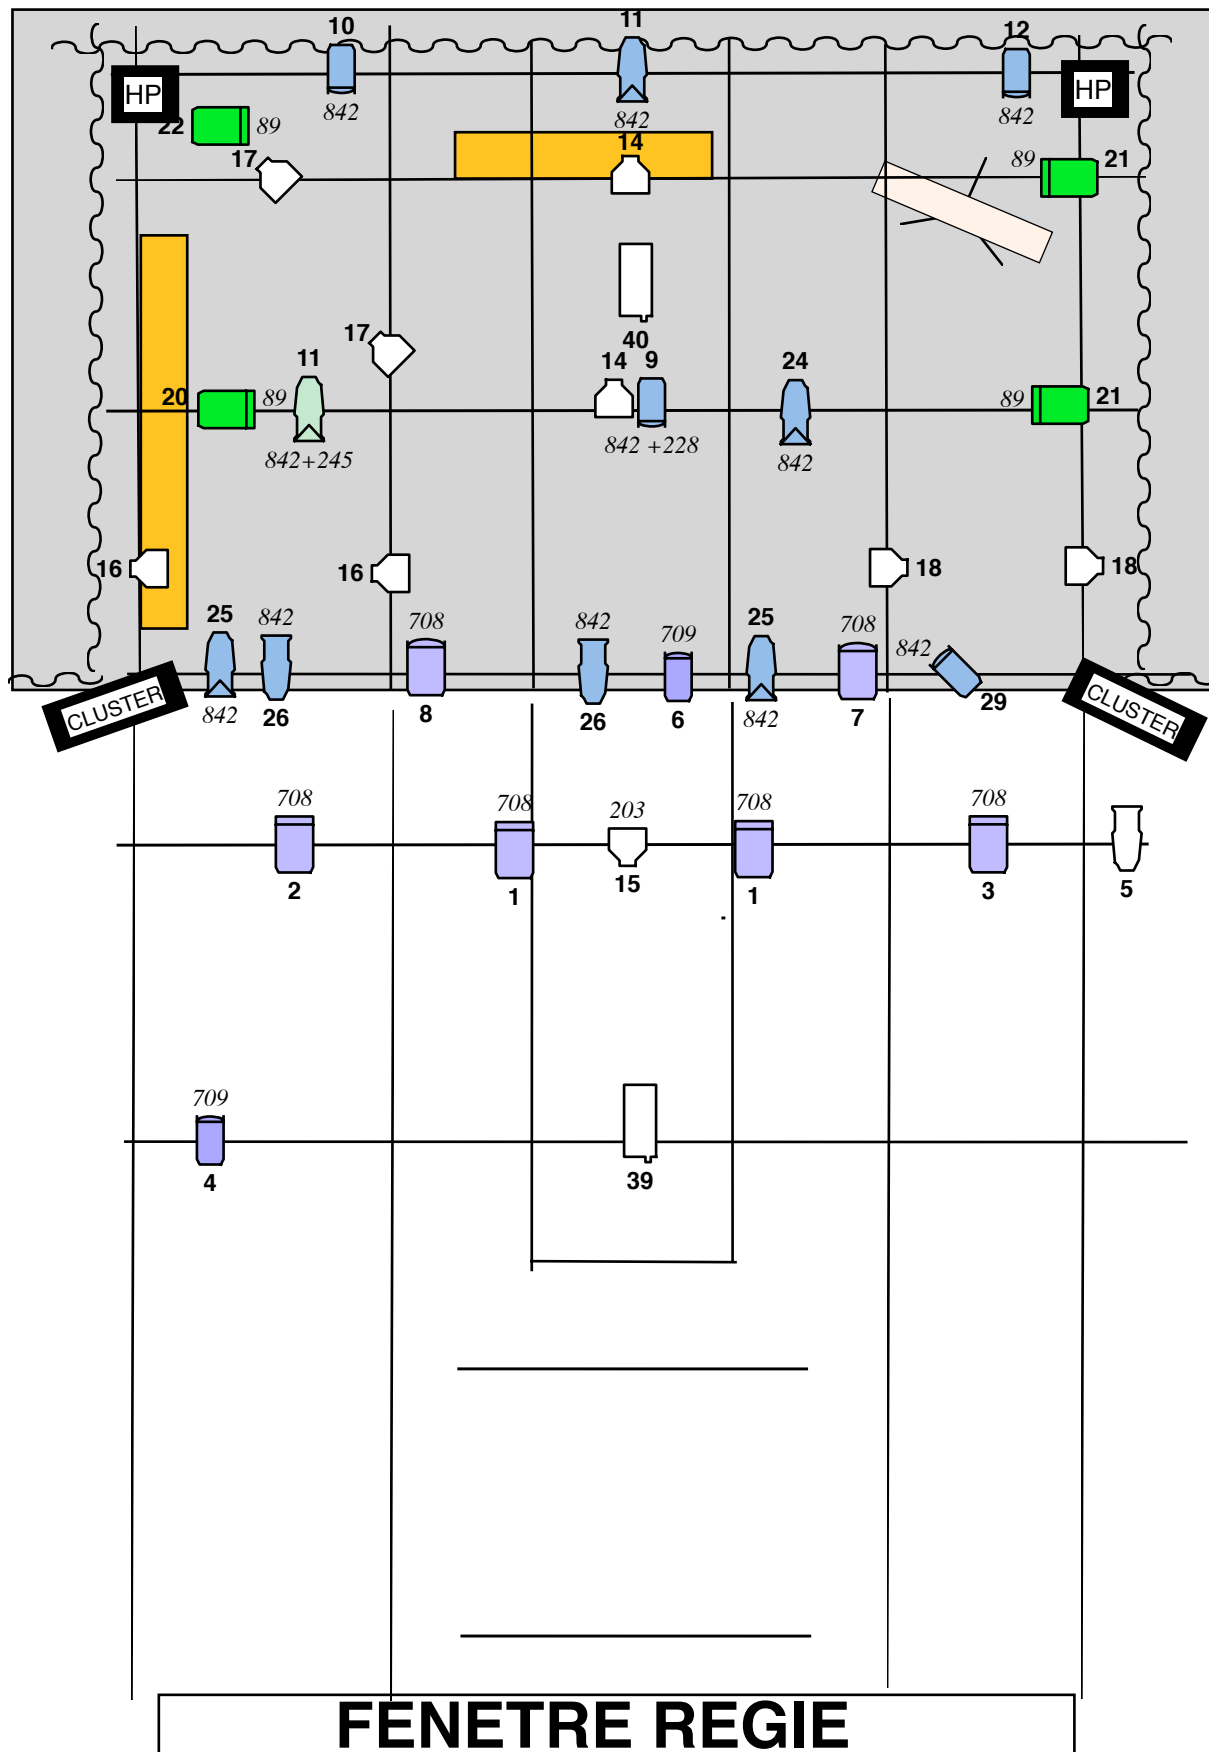 10 11 12
HP HP
842 842 842
22 89
14
17 89 21
17 40
11 14 9 24
20 89 89 21
842+245 842 +228 842
16 16 18 18
25 842 708 842 709 25 708 842
CLUSTER CLUSTER
842 26 8 26 6 842 7 29
708 708 203 708 708
2 1 15 1 3 5
709
4 39
FENETRE REGIE